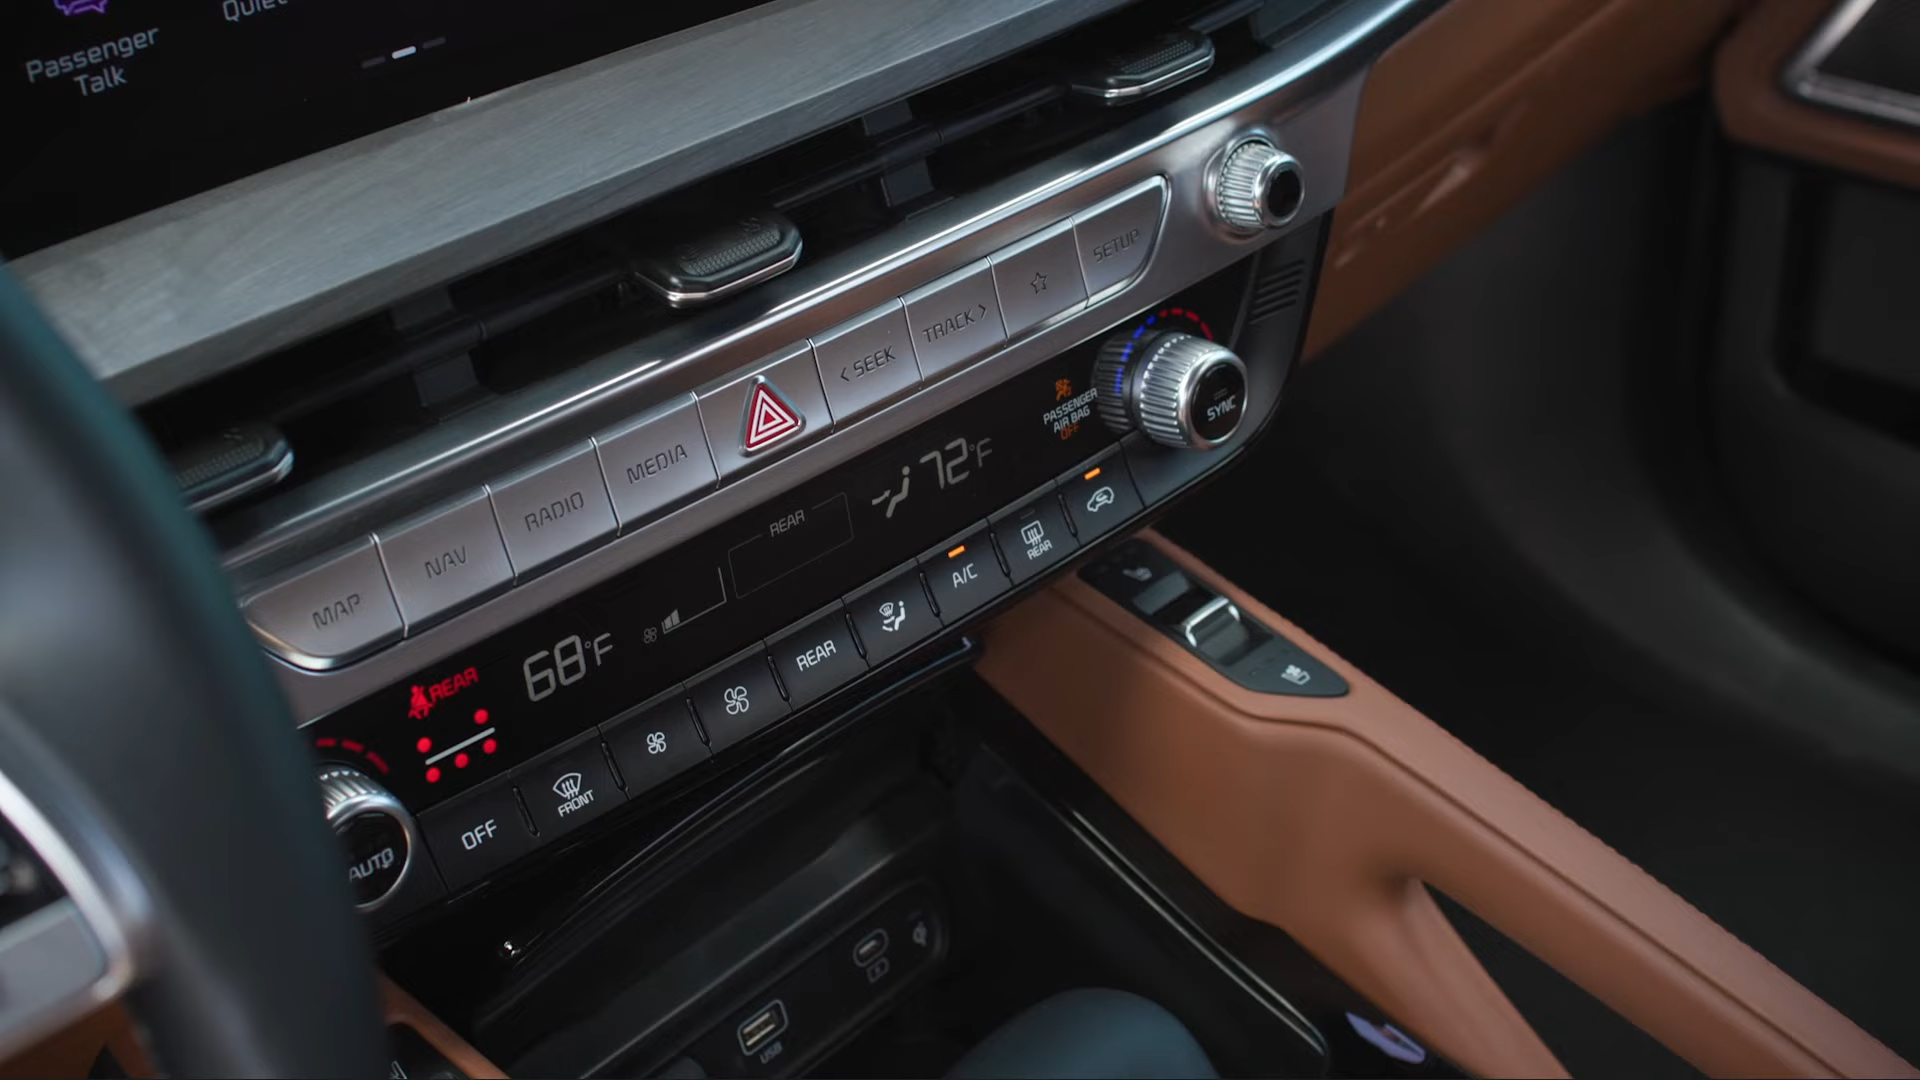 Quiet
Passenger
Talk
MAP
NAV
RADIO
MEDIA
< SEEK
TRACK >
SETUP
REAR
68°F
REAR
72°F
PASSENGER
AIR BAG
OFF
SYNC
AUTO
OFF
FRONT
REAR
A/C
REAR
USB